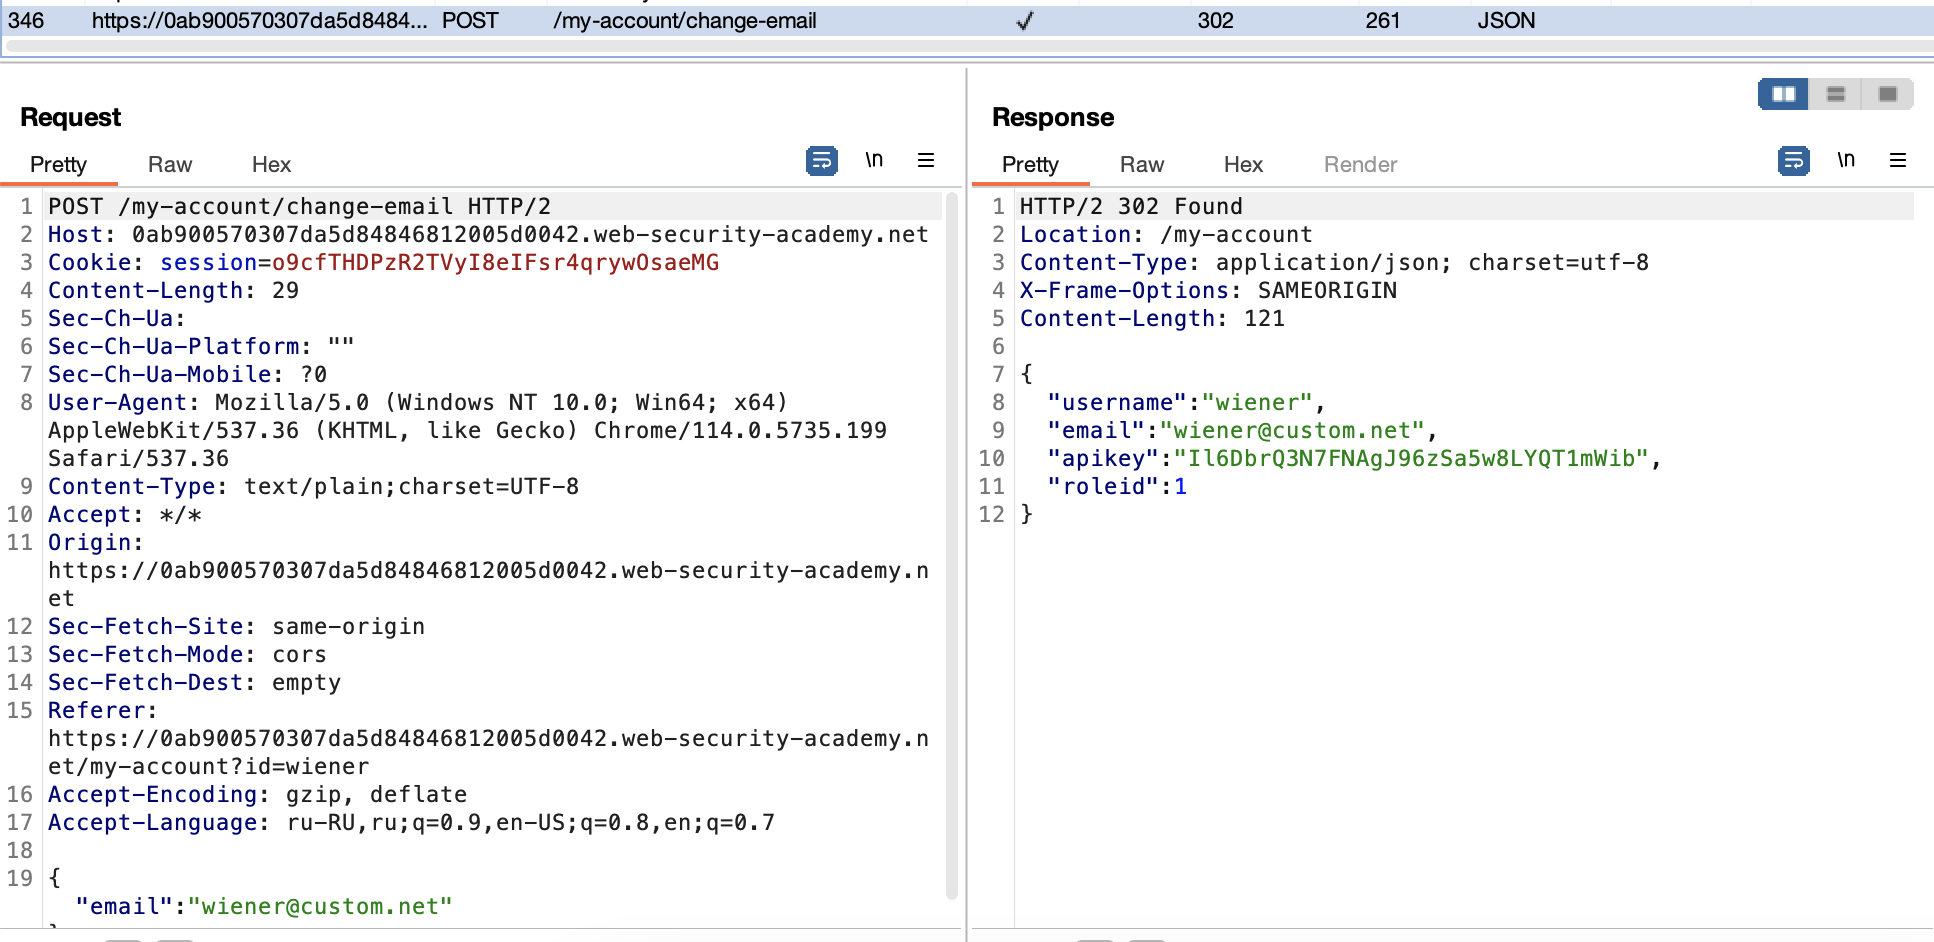 346 https://0ab900570307da5d8484... POST /my-account/change-email ✓ 302 261 JSON
Request
Pretty Raw Hex \n
1 POST /my-account/change-email HTTP/2
2 Host: 0ab900570307da5d84846812005d0042.web-security-academy.net
3 Cookie: session=o9cfTHDPzR2TVyI8eIFsr4qrywOsaeMG
4 Content-Length: 29
5 Sec-Ch-Ua:
6 Sec-Ch-Ua-Platform: ""
7 Sec-Ch-Ua-Mobile: ?0
8 User-Agent: Mozilla/5.0 (Windows NT 10.0; Win64; x64)
AppleWebKit/537.36 (KHTML, like Gecko) Chrome/114.0.5735.199
Safari/537.36
9 Content-Type: text/plain;charset=UTF-8
10 Accept: */*
11 Origin:
https://0ab900570307da5d84846812005d0042.web-security-academy.n
et
12 Sec-Fetch-Site: same-origin
13 Sec-Fetch-Mode: cors
14 Sec-Fetch-Dest: empty
15 Referer:
https://0ab900570307da5d84846812005d0042.web-security-academy.n
et/my-account?id=wiener
16 Accept-Encoding: gzip, deflate
17 Accept-Language: ru-RU,ru;q=0.9,en-US;q=0.8,en;q=0.7
18
19 {
"email":"wiener@custom.net"
Response
Pretty Raw Hex Render \n
1 HTTP/2 302 Found
2 Location: /my-account
3 Content-Type: application/json; charset=utf-8
4 X-Frame-Options: SAMEORIGIN
5 Content-Length: 121
6
7 {
8 "username":"wiener",
9 "email":"wiener@custom.net",
10 "apikey":"Il6DbrQ3N7FNAgJ96zSa5w8LYQT1mWib",
11 "roleid":1
12 }